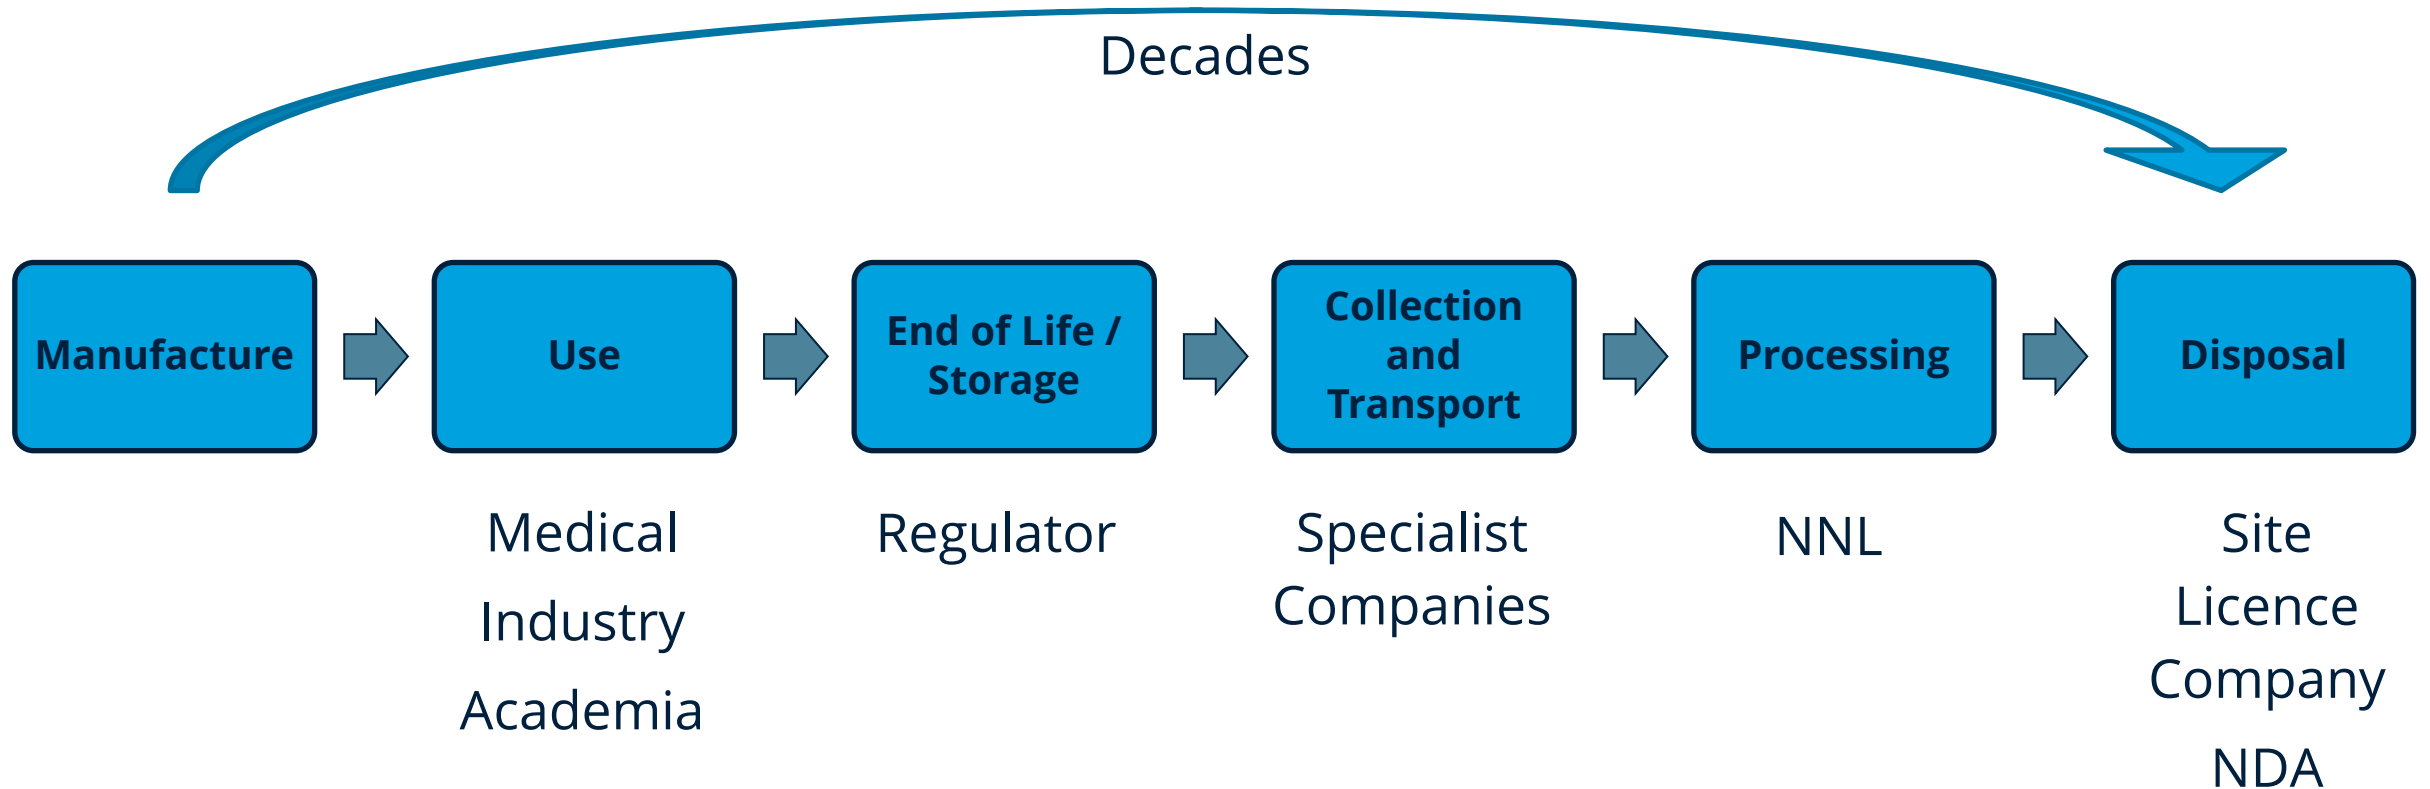 Decades
Manufacture
Use
End of Life /
Storage
Collection
and
Transport
Processing
Disposal
Medical
Industry
Academia
Regulator
Specialist
Companies
NNL
Site
Licence
Company
NDA